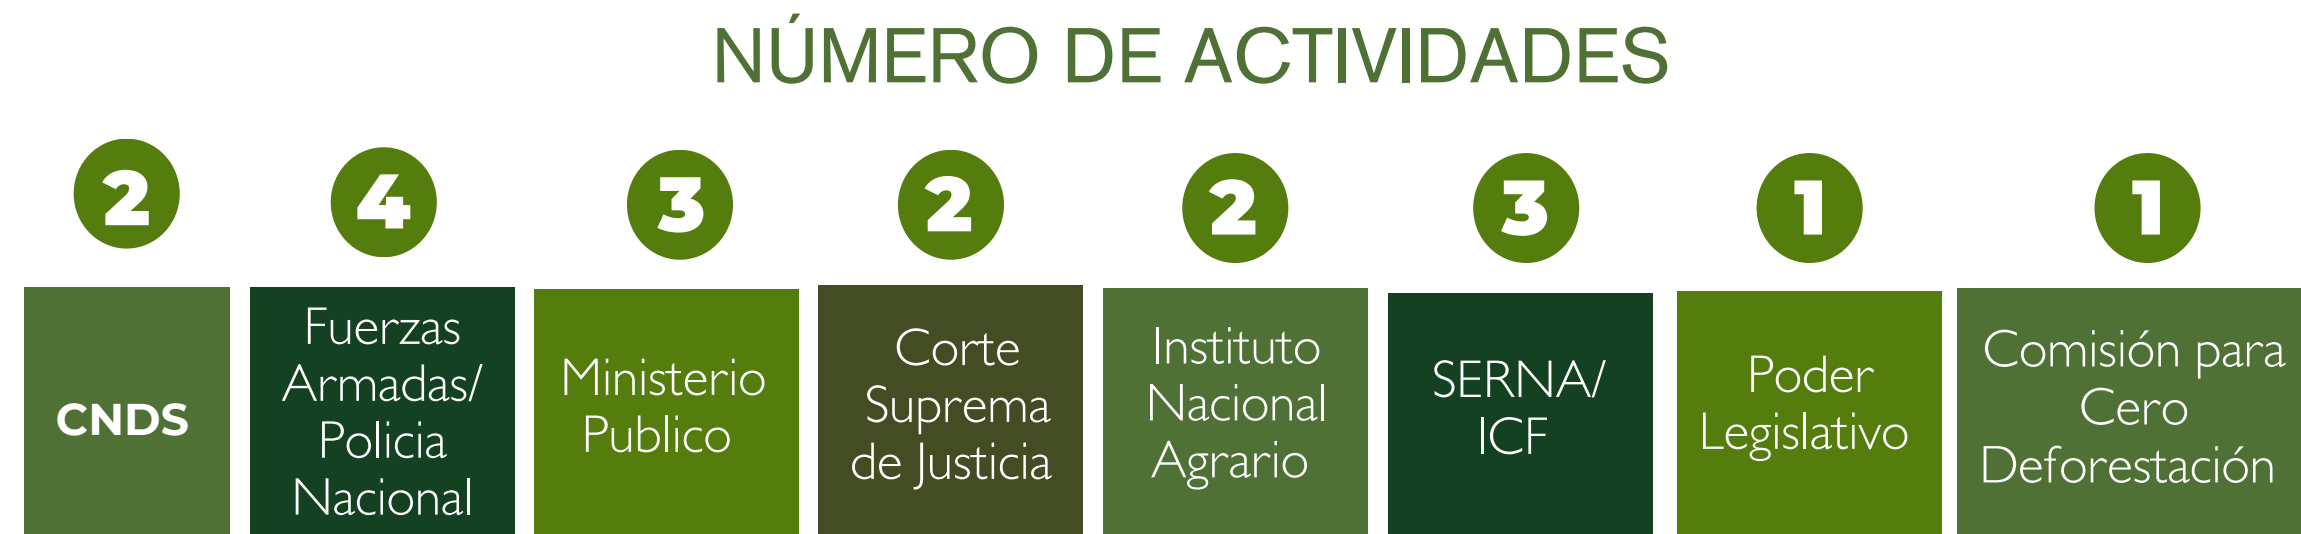 NÚMERO DE ACTIVIDADES
2
4
3
2
2
3
1
1
CNDS
Fuerzas
Armadas/
Policia
Nacional
Ministerio
Publico
Corte
Suprema
de Justicia
Instituto
Nacional
Agrario
SERNA/
ICF
Poder
Legislativo
Comisión para
Cero
Deforestación